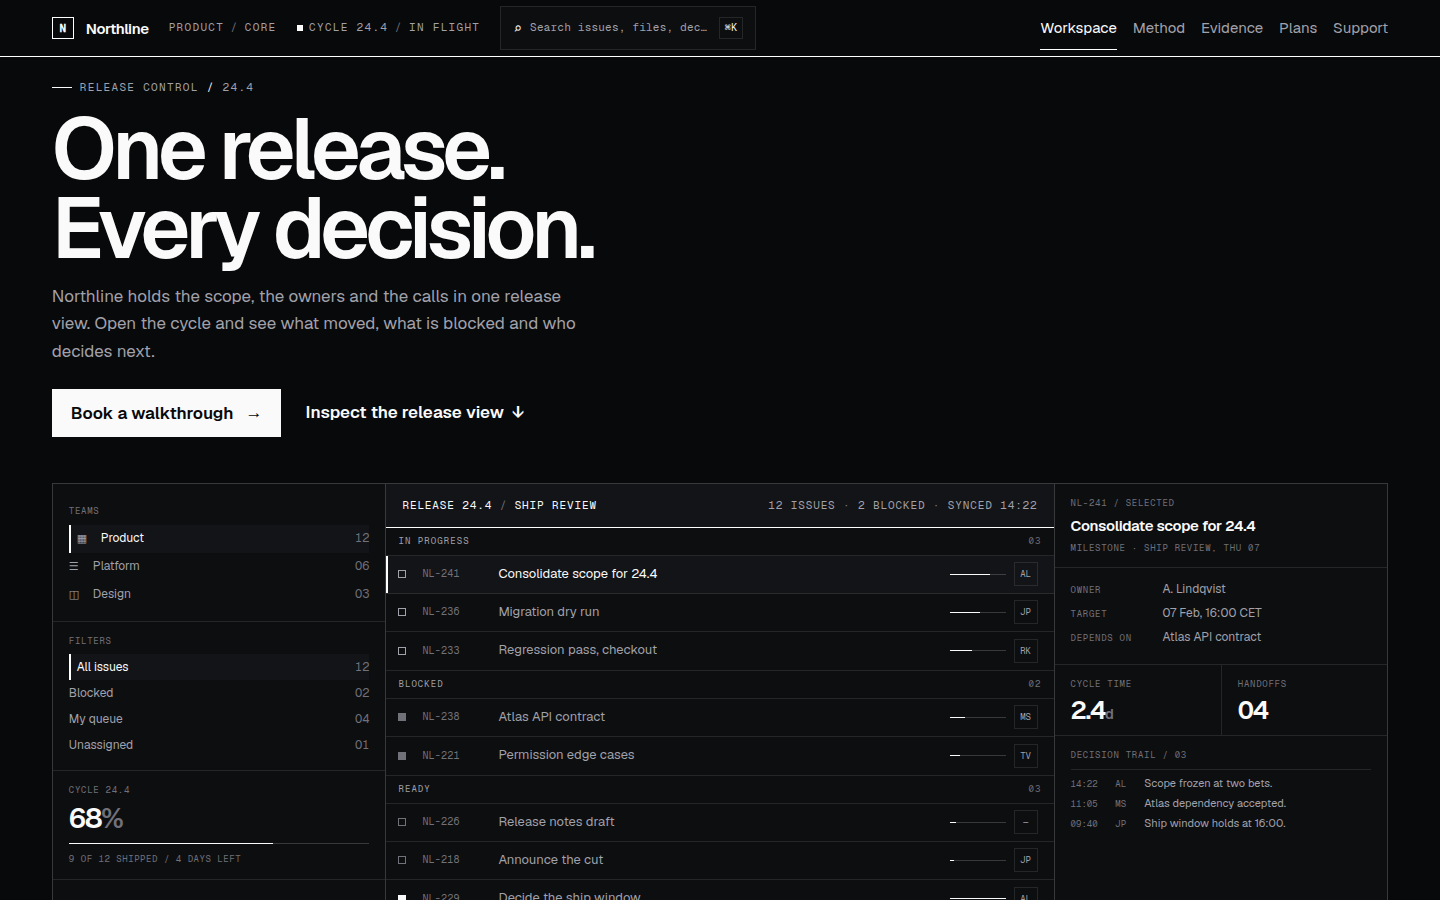 N Northline PRODUCT / CORE CYCLE 24.4 / IN FLIGHT Search issues, files, dec… ⌘K Workspace Method Evidence Plans Support
RELEASE CONTROL / 24.4
One release.
Every decision.
Northline holds the scope, the owners and the calls in one release
view. Open the cycle and see what moved, what is blocked and who
decides next.
Book a walkthrough → Inspect the release view ↓
TEAMS
Product 12
Platform 06
Design 03
FILTERS
All issues 12
Blocked 02
My queue 04
Unassigned 01
CYCLE 24.4
68%
9 OF 12 SHIPPED / 4 DAYS LEFT
RELEASE 24.4 / SHIP REVIEW 12 ISSUES · 2 BLOCKED · SYNCED 14:22
IN PROGRESS 03
NL-241 Consolidate scope for 24.4 AL
NL-236 Migration dry run JP
NL-233 Regression pass, checkout RK
BLOCKED 02
NL-238 Atlas API contract MS
NL-221 Permission edge cases TV
READY 03
NL-226 Release notes draft –
NL-218 Announce the cut JP
NL-229 Decide the ship window AL
NL-241 / SELECTED
Consolidate scope for 24.4
MILESTONE · SHIP REVIEW, THU 07
OWNER A. Lindqvist
TARGET 07 Feb, 16:00 CET
DEPENDS ON Atlas API contract
CYCLE TIME HANDOFFS
2.4d 04
DECISION TRAIL / 03
14:22 AL Scope frozen at two bets.
11:05 MS Atlas dependency accepted.
09:40 JP Ship window holds at 16:00.